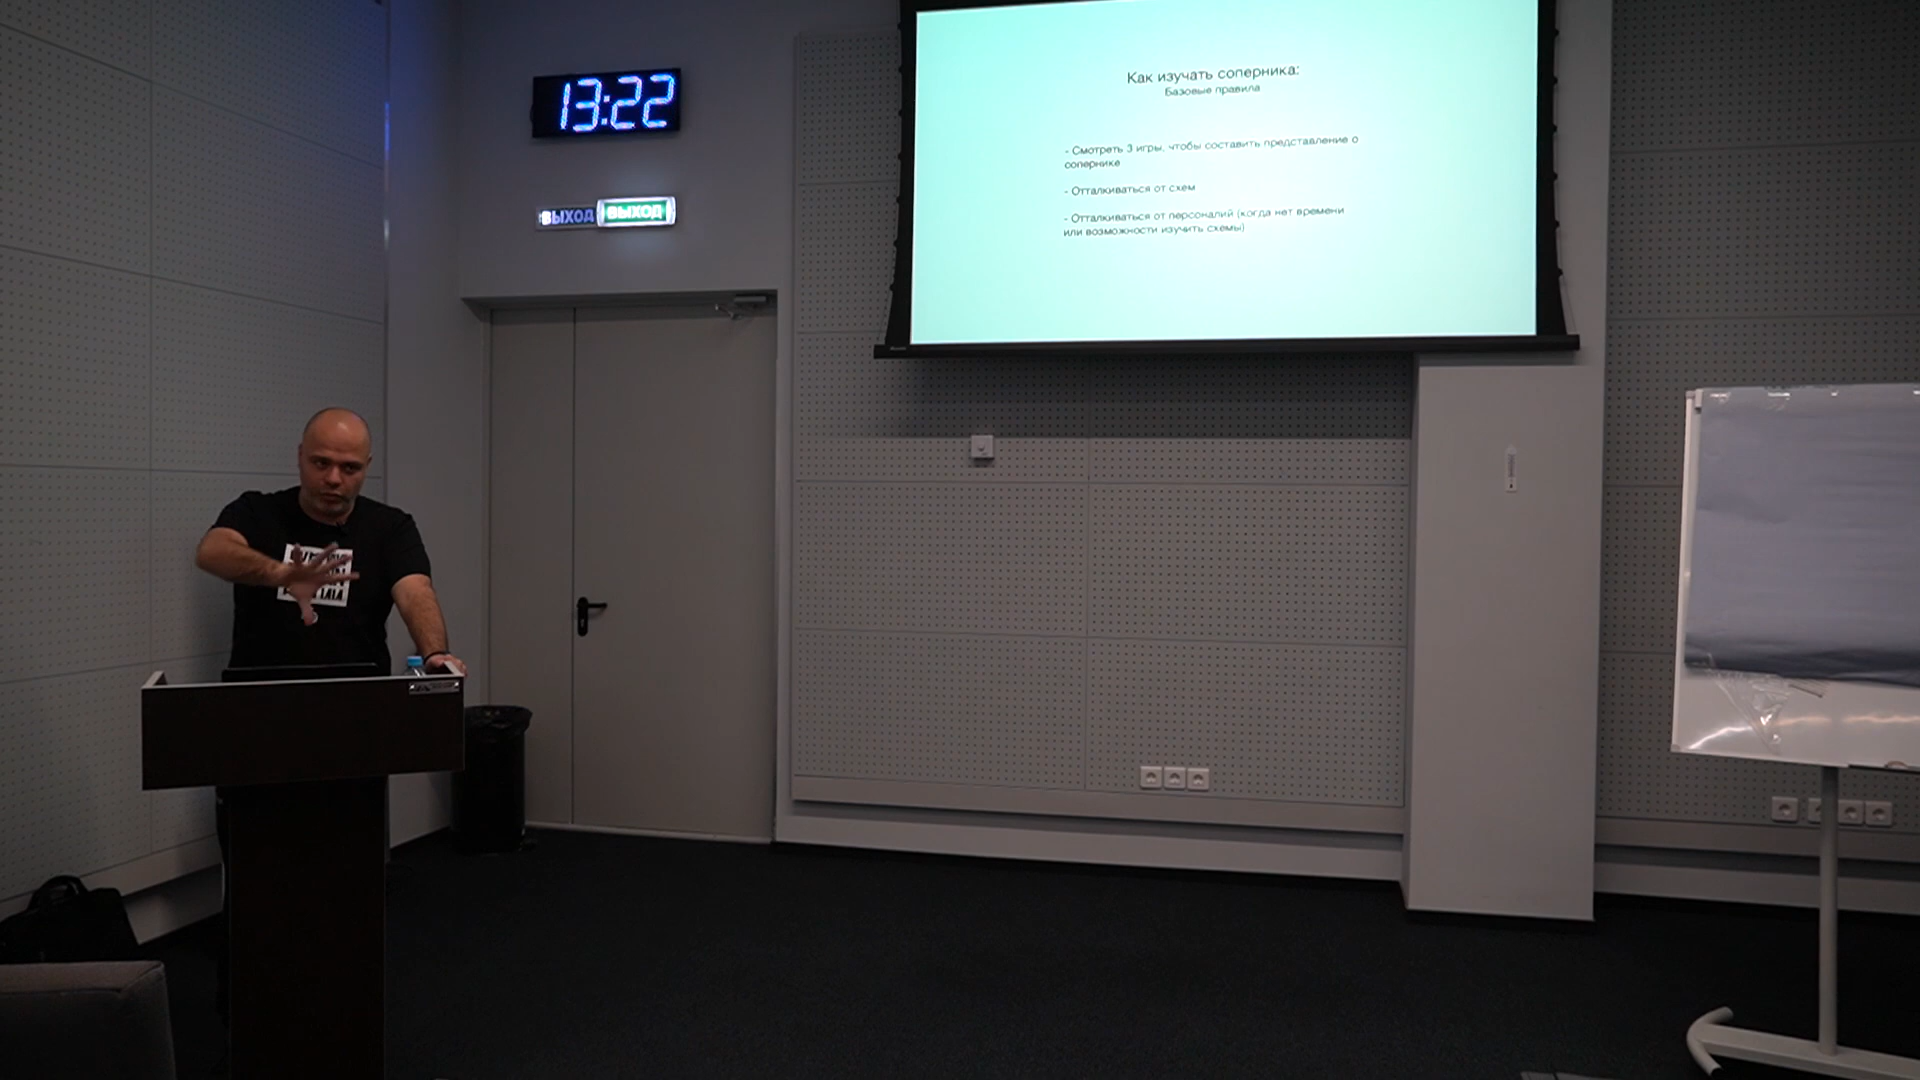 13:22
ВЫХОД
ВЫХОД
Как изучать соперника:
Базовые правила
- Смотреть 3 игры, чтобы составить представление о
сопернике
- Отталкиваться от схем
- Отталкиваться от персоналий (когда нет времени
или возможности изучить схемы)